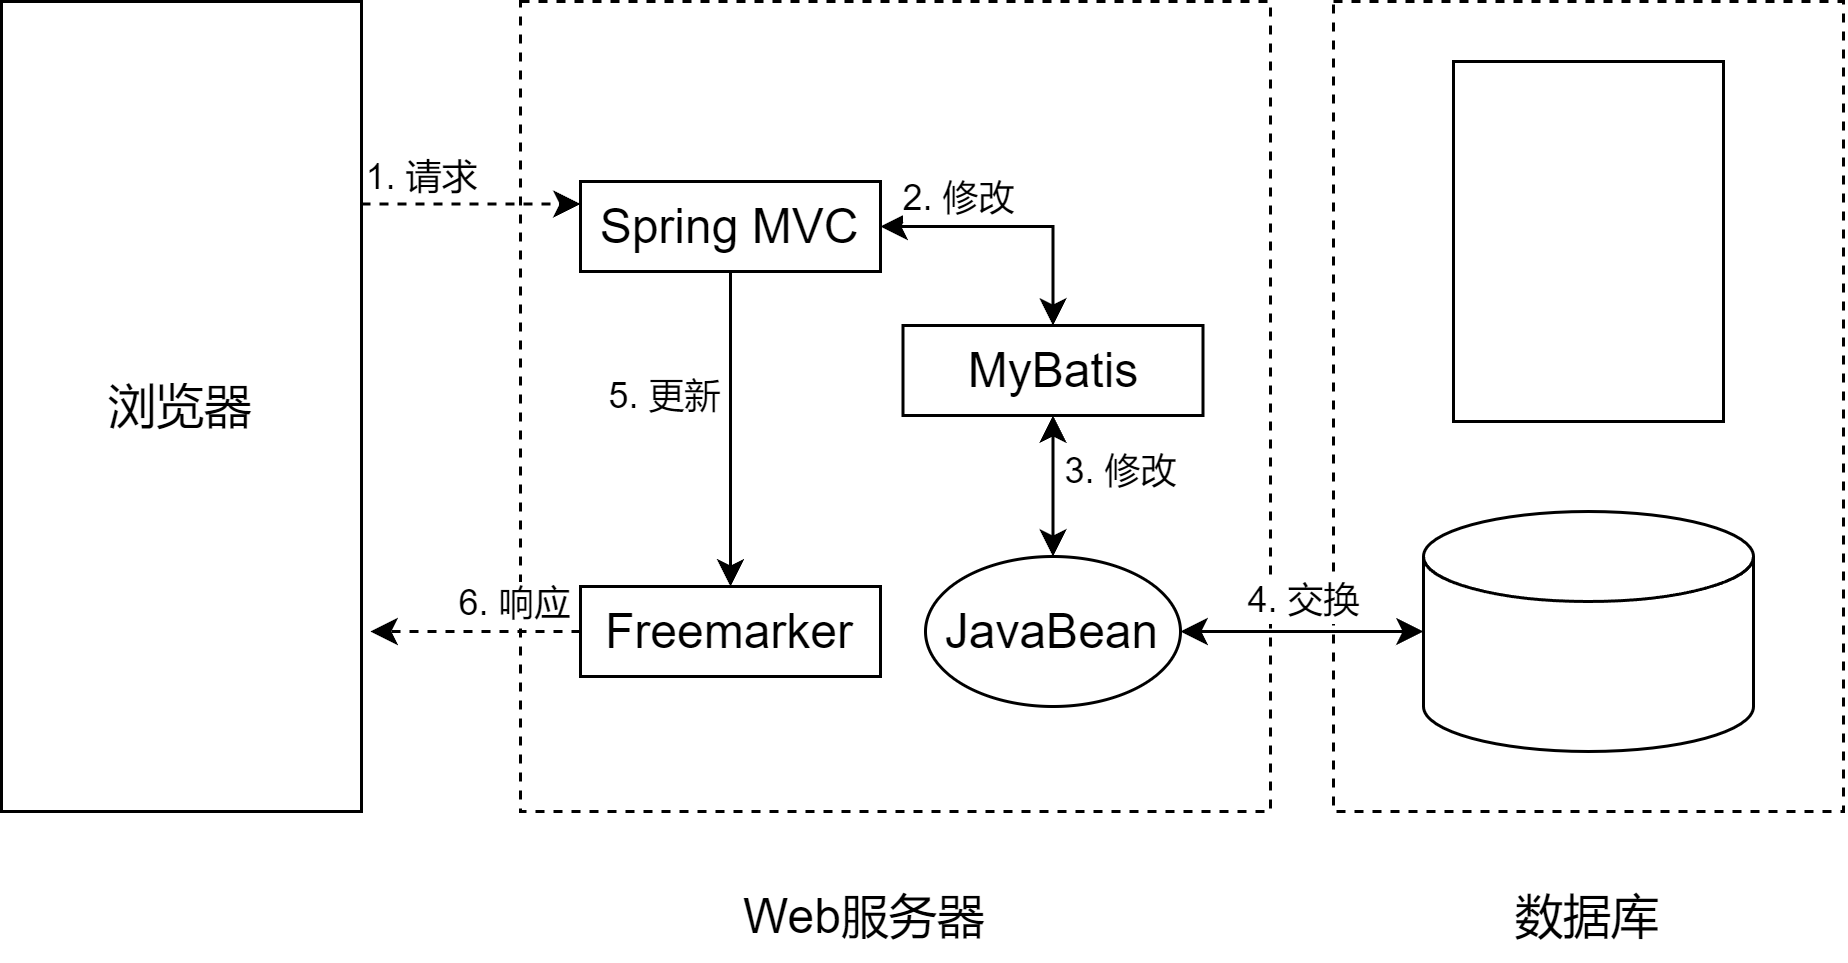 1. 请求
2. 修改
Spring MVC
MyBatis
浏览器
5. 更新
3. 修改
6. 响应
4. 交换
Freemarker
JavaBean
Web服务器
数据库